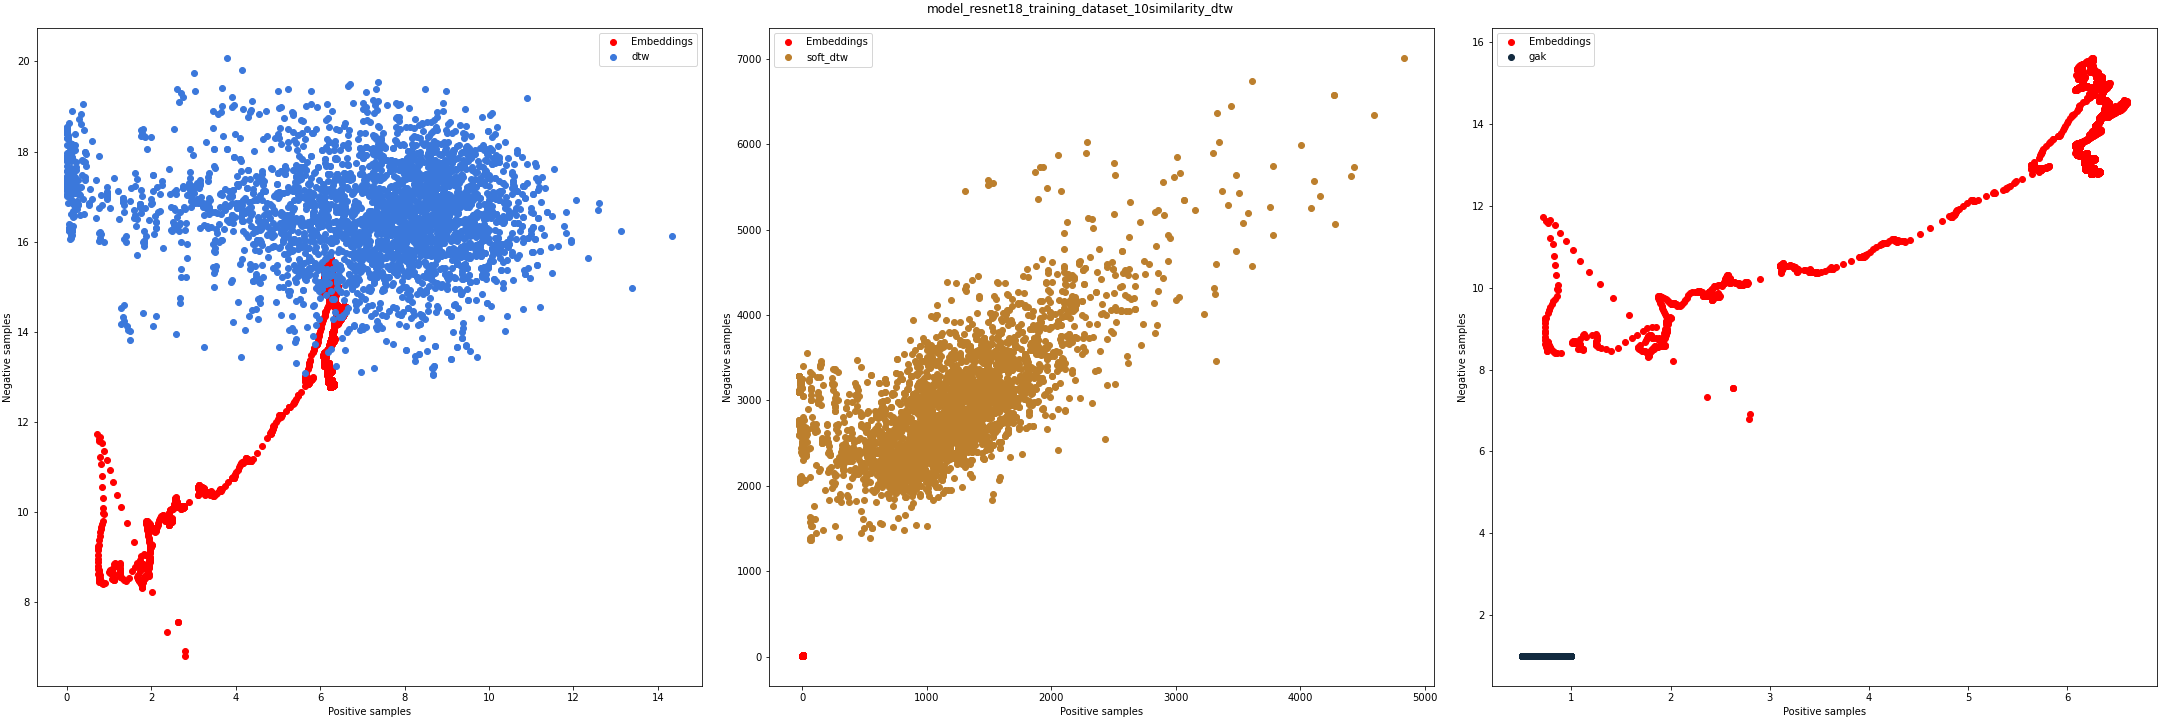 model_resnet18_training_dataset_10similarity_dtw
Embeddings
dtw
20
18
16
14
12
10
8
Negative samples
0 2 4 6 8 10 12 14
Positive samples
Embeddings
soft_dtw
7000
6000
5000
4000
3000
2000
1000
0
Negative samples
0 1000 2000 3000 4000 5000
Positive samples
Embeddings
gak
16
14
12
10
8
6
4
2
Negative samples
1 2 3 4 5 6
Positive samples